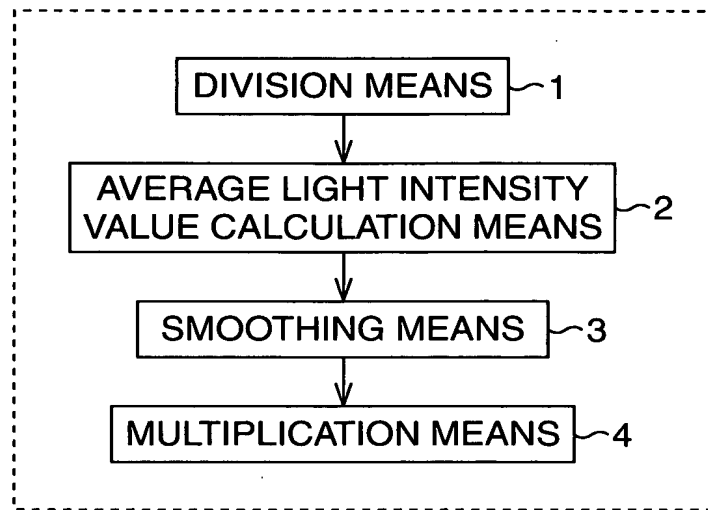 DIVISION MEANS 1
AVERAGE LIGHT INTENSITY
VALUE CALCULATION MEANS 2
SMOOTHING MEANS 3
MULTIPLICATION MEANS 4